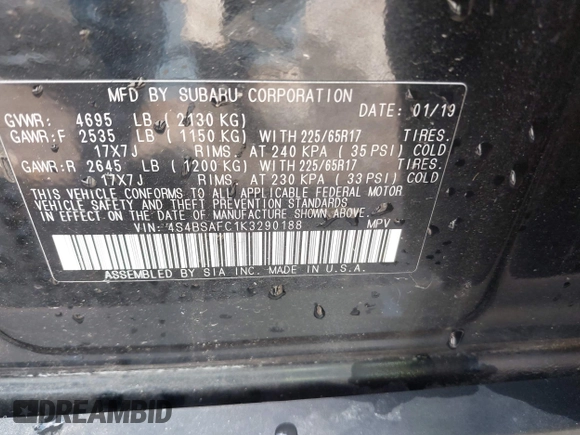 MFD BY SUBARU CORPORATION
GVWR: 4695 LB (2130 KG) DATE: 01/19
GAWR:F 2535 LB (1150 KG) WITH 225/65R17 TIRES.
17X7J RIMS. AT 240 KPA (35 PSI) COLD
GAWR:R 2645 LB (1200 KG) WITH 225/65R17 TIRES.
17X7J RIMS. AT 230 KPA (33 PSI) COLD
THIS VEHICLE CONFORMS TO ALL APPLICABLE FEDERAL MOTOR
VEHICLE SAFETY AND THEFT PREVENTION STANDARDS
IN EFFECT ON THE DATE OF MANUFACTURE SHOWN ABOVE.
VIN: 4S4BSAFC1K3290188 MPV
ASSEMBLED BY SIA INC. MADE IN U.S.A.
DREAMBID